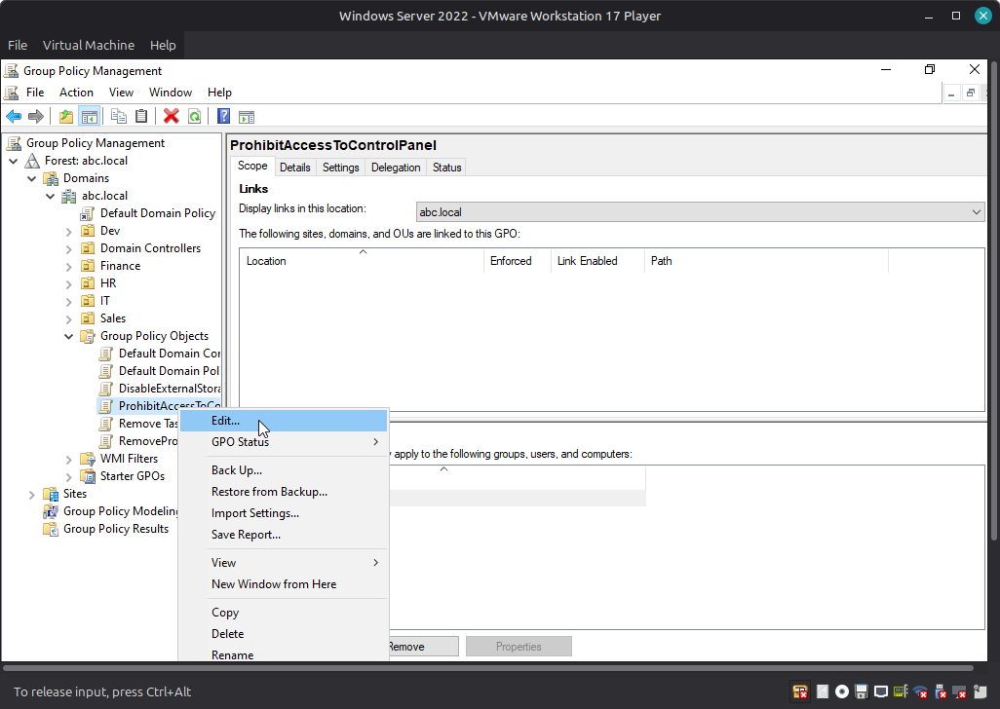 Windows Server 2022 - VMware Workstation 17 Player
File Virtual Machine Help
Group Policy Management
File Action View Window Help
Group Policy Management
Forest: abc.local
Domains
abc.local
Default Domain Policy
Dev
Domain Controllers
Finance
HR
IT
Sales
Group Policy Objects
Default Domain Cor
Default Domain Pol
DisableExternalStora
ProhibitAccessToCo
Remove Tas
RemovePro
WMI Filters
Starter GPOs
Sites
Group Policy Modeling
Group Policy Results
ProhibitAccessToControlPanel
Scope Details Settings Delegation Status
Links
Display links in this location: abc.local
The following sites, domains, and OUs are linked to this GPO:
Location Enforced Link Enabled Path
y apply to the following groups, users, and computers:
Remove Properties
Edit...
GPO Status
Back Up...
Restore from Backup...
Import Settings...
Save Report...
View
New Window from Here
Copy
Delete
Rename
To release input, press Ctrl+Alt